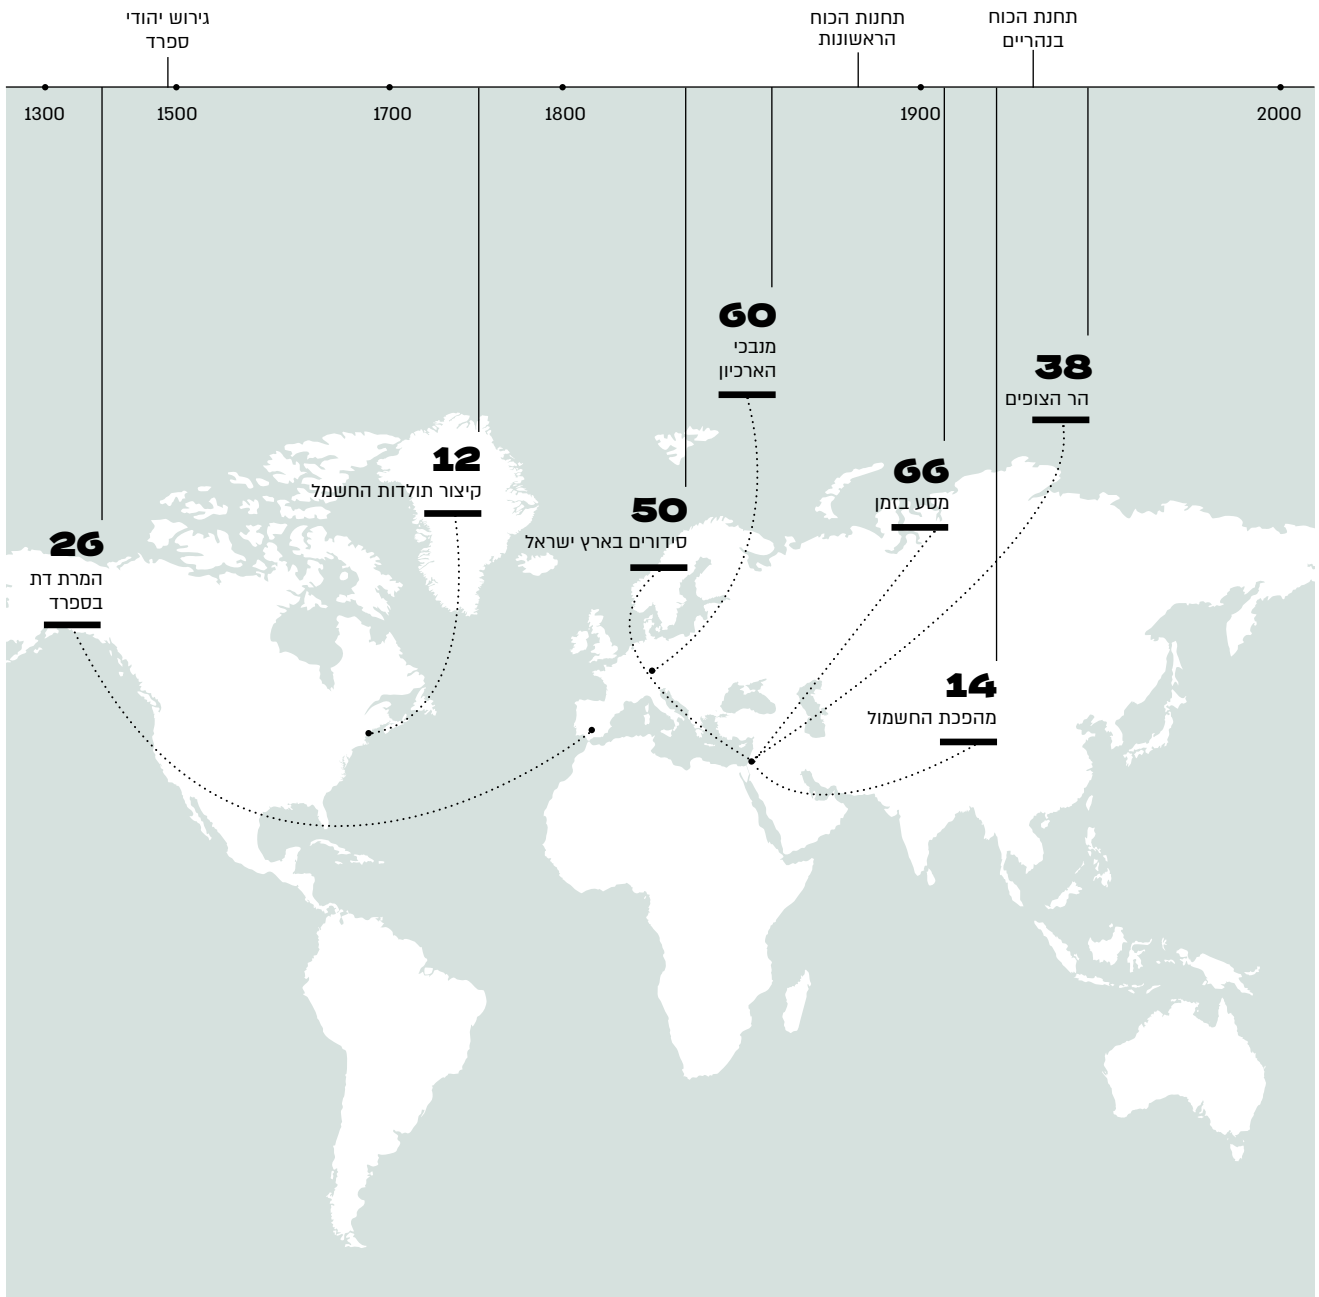 גירוש יהודי
ספרד
תחנות הכוח
הראשונות
תחנת הכוח
בנהריים
1300
1500
1700
1800
1900
2000
60
מנבכי
הארכיון
38
הר הצופים
12
קיצור תולדות החשמל
66
מסע בזמן
50
סידורים בארץ ישראל
26
המרת דת
בספרד
14
מהפכת החשמול